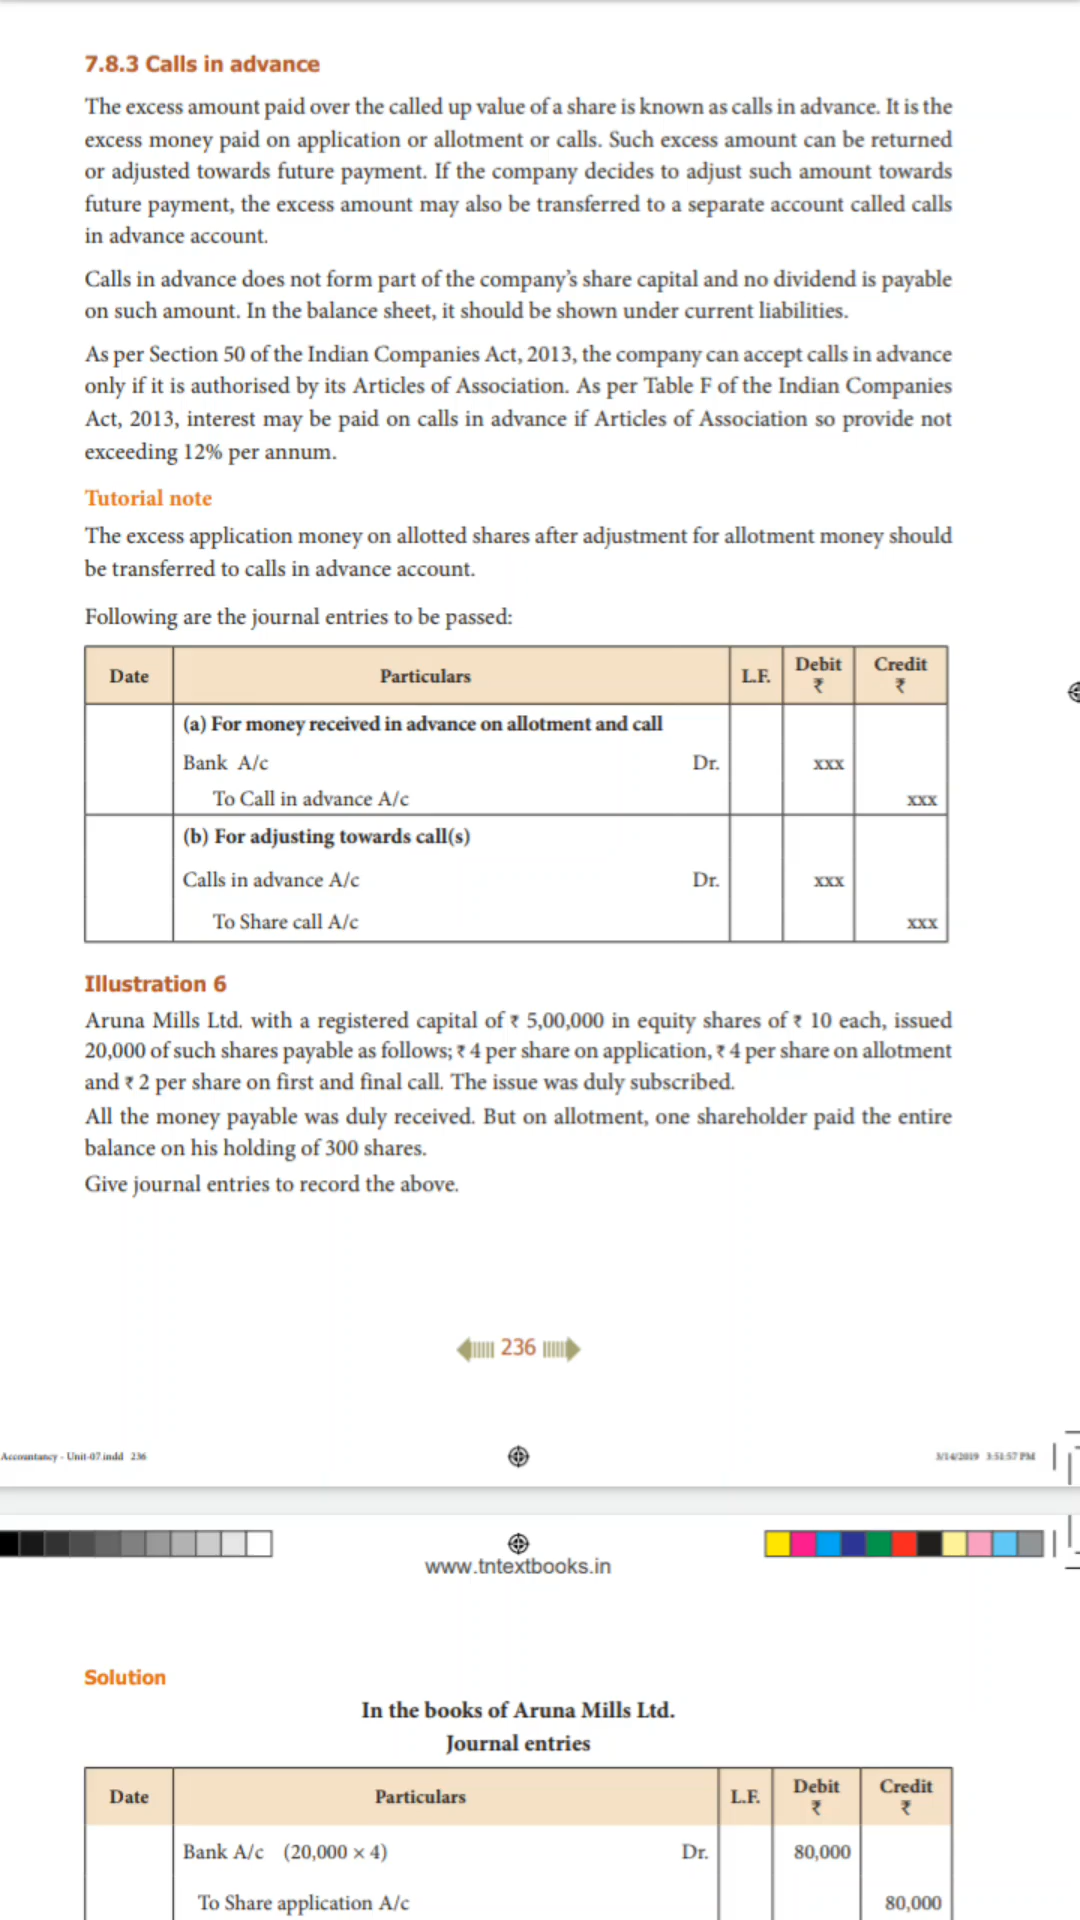 7.8.3 Calls in advance
The excess amount paid over the called up value of a share is known as calls in advance. It is the
excess money paid on application or allotment or calls. Such excess amount can be returned
or adjusted towards future payment. If the company decides to adjust such amount towards
future payment, the excess amount may also be transferred to a separate account called calls
in advance account.
Calls in advance does not form part of the company's share capital and no dividend is payable
on such amount. In the balance sheet, it should be shown under current liabilities.
As per Section 50 of the Indian Companies Act, 2013, the company can accept calls in advance
only if it is authorised by its Articles of Association. As per Table F of the Indian Companies
Act, 2013, interest may be paid on calls in advance if Articles of Association so provide not
exceeding 12% per annum.
Tutorial note
The excess application money on allotted shares after adjustment for allotment money should
be transferred to calls in advance account.
Following are the journal entries to be passed:
Date Particulars L.F. Debit ₹ Credit ₹
(a) For money received in advance on allotment and call
Bank A/c Dr. xxx
To Call in advance A/c xxx
(b) For adjusting towards call(s)
Calls in advance A/c Dr. xxx
To Share call A/c xxx
Illustration 6
Aruna Mills Ltd. with a registered capital of ₹ 5,00,000 in equity shares of ₹ 10 each, issued
20,000 of such shares payable as follows; ₹ 4 per share on application, ₹ 4 per share on allotment
and ₹ 2 per share on first and final call. The issue was duly subscribed.
All the money payable was duly received. But on allotment, one shareholder paid the entire
balance on his holding of 300 shares.
Give journal entries to record the above.
236
Accountancy - Unit-07.indd 236 3/14/2019 3:51:57 PM
www.tntextbooks.in
Solution
In the books of Aruna Mills Ltd.
Journal entries
Date Particulars L.F. Debit ₹ Credit ₹
Bank A/c (20,000 × 4) Dr. 80,000
To Share application A/c 80,000